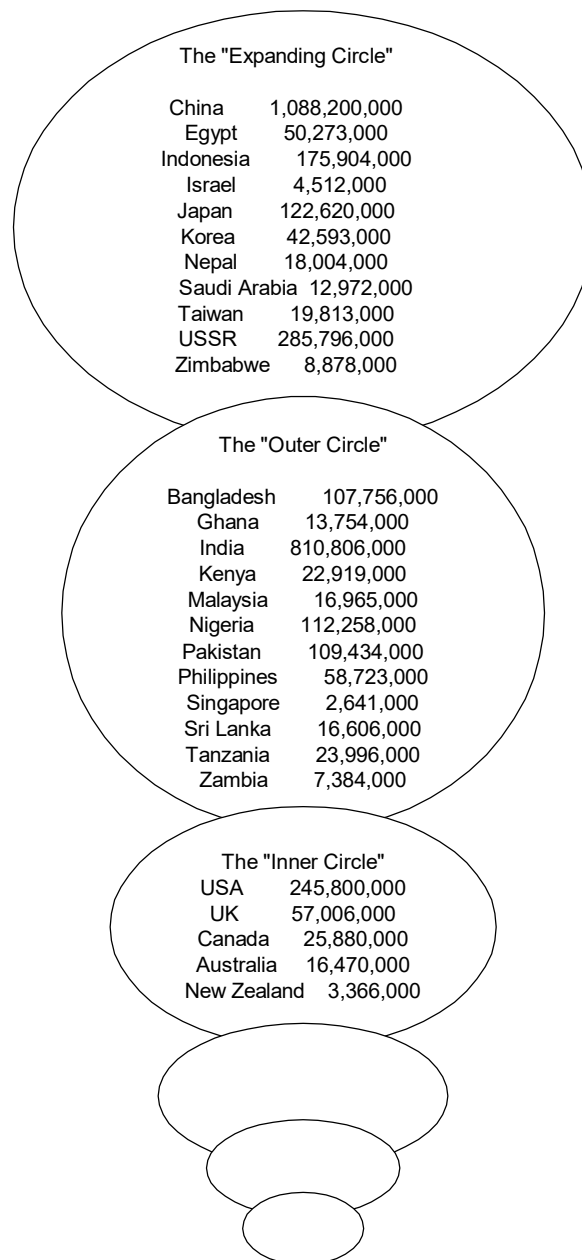 The "Expanding Circle"
China 1,088,200,000
Egypt 50,273,000
Indonesia 175,904,000
Israel 4,512,000
Japan 122,620,000
Korea 42,593,000
Nepal 18,004,000
Saudi Arabia 12,972,000
Taiwan 19,813,000
USSR 285,796,000
Zimbabwe 8,878,000
The "Outer Circle"
Bangladesh 107,756,000
Ghana 13,754,000
India 810,806,000
Kenya 22,919,000
Malaysia 16,965,000
Nigeria 112,258,000
Pakistan 109,434,000
Philippines 58,723,000
Singapore 2,641,000
Sri Lanka 16,606,000
Tanzania 23,996,000
Zambia 7,384,000
The "Inner Circle"
USA 245,800,000
UK 57,006,000
Canada 25,880,000
Australia 16,470,000
New Zealand 3,366,000